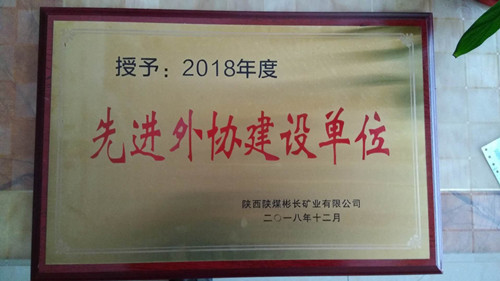 授予：2018年度
先进外协建设单位
陕西陕煤彬长矿业有限公司
二〇一八年十二月